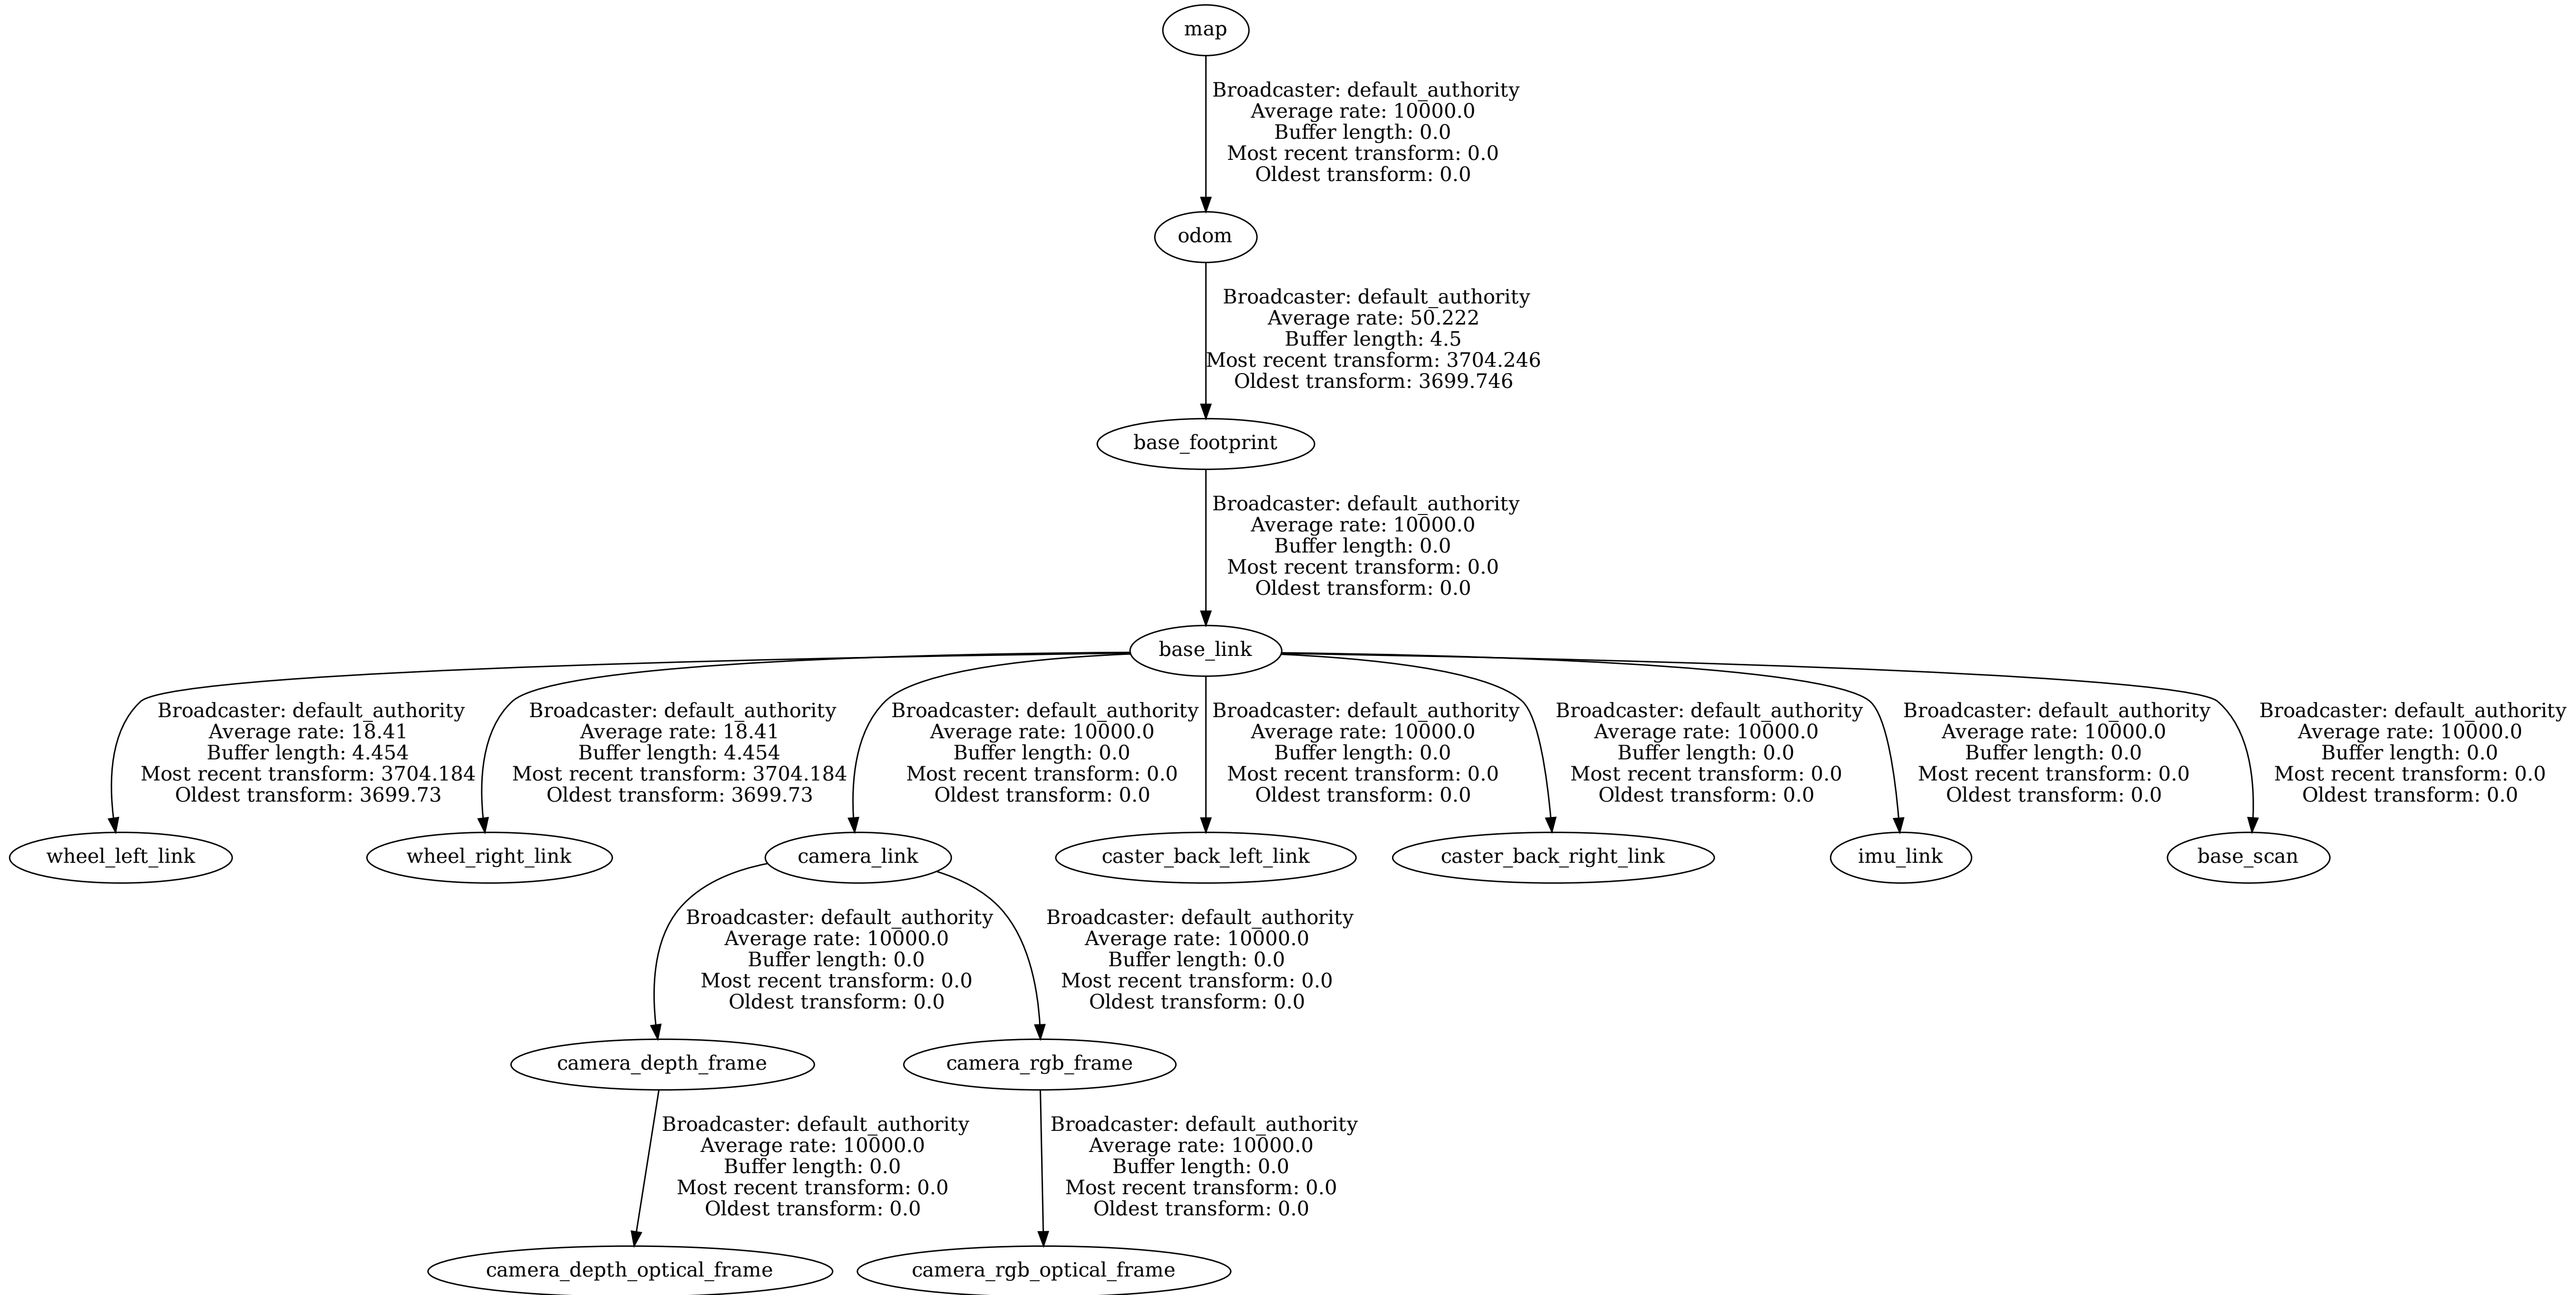 map
Broadcaster: default_authority
Average rate: 10000.0
Buffer length: 0.0
Most recent transform: 0.0
Oldest transform: 0.0
odom
Broadcaster: default_authority
Average rate: 50.222
Buffer length: 4.5
Most recent transform: 3704.246
Oldest transform: 3699.746
base_footprint
Broadcaster: default_authority
Average rate: 10000.0
Buffer length: 0.0
Most recent transform: 0.0
Oldest transform: 0.0
base_link
Broadcaster: default_authority
Average rate: 18.41
Buffer length: 4.454
Most recent transform: 3704.184
Oldest transform: 3699.73
Broadcaster: default_authority
Average rate: 18.41
Buffer length: 4.454
Most recent transform: 3704.184
Oldest transform: 3699.73
Broadcaster: default_authority
Average rate: 10000.0
Buffer length: 0.0
Most recent transform: 0.0
Oldest transform: 0.0
Broadcaster: default_authority
Average rate: 10000.0
Buffer length: 0.0
Most recent transform: 0.0
Oldest transform: 0.0
Broadcaster: default_authority
Average rate: 10000.0
Buffer length: 0.0
Most recent transform: 0.0
Oldest transform: 0.0
Broadcaster: default_authority
Average rate: 10000.0
Buffer length: 0.0
Most recent transform: 0.0
Oldest transform: 0.0
Broadcaster: default_authority
Average rate: 10000.0
Buffer length: 0.0
Most recent transform: 0.0
Oldest transform: 0.0
wheel_left_link
wheel_right_link
camera_link
caster_back_left_link
caster_back_right_link
imu_link
base_scan
Broadcaster: default_authority
Average rate: 10000.0
Buffer length: 0.0
Most recent transform: 0.0
Oldest transform: 0.0
Broadcaster: default_authority
Average rate: 10000.0
Buffer length: 0.0
Most recent transform: 0.0
Oldest transform: 0.0
camera_depth_frame
camera_rgb_frame
Broadcaster: default_authority
Average rate: 10000.0
Buffer length: 0.0
Most recent transform: 0.0
Oldest transform: 0.0
Broadcaster: default_authority
Average rate: 10000.0
Buffer length: 0.0
Most recent transform: 0.0
Oldest transform: 0.0
camera_depth_optical_frame
camera_rgb_optical_frame